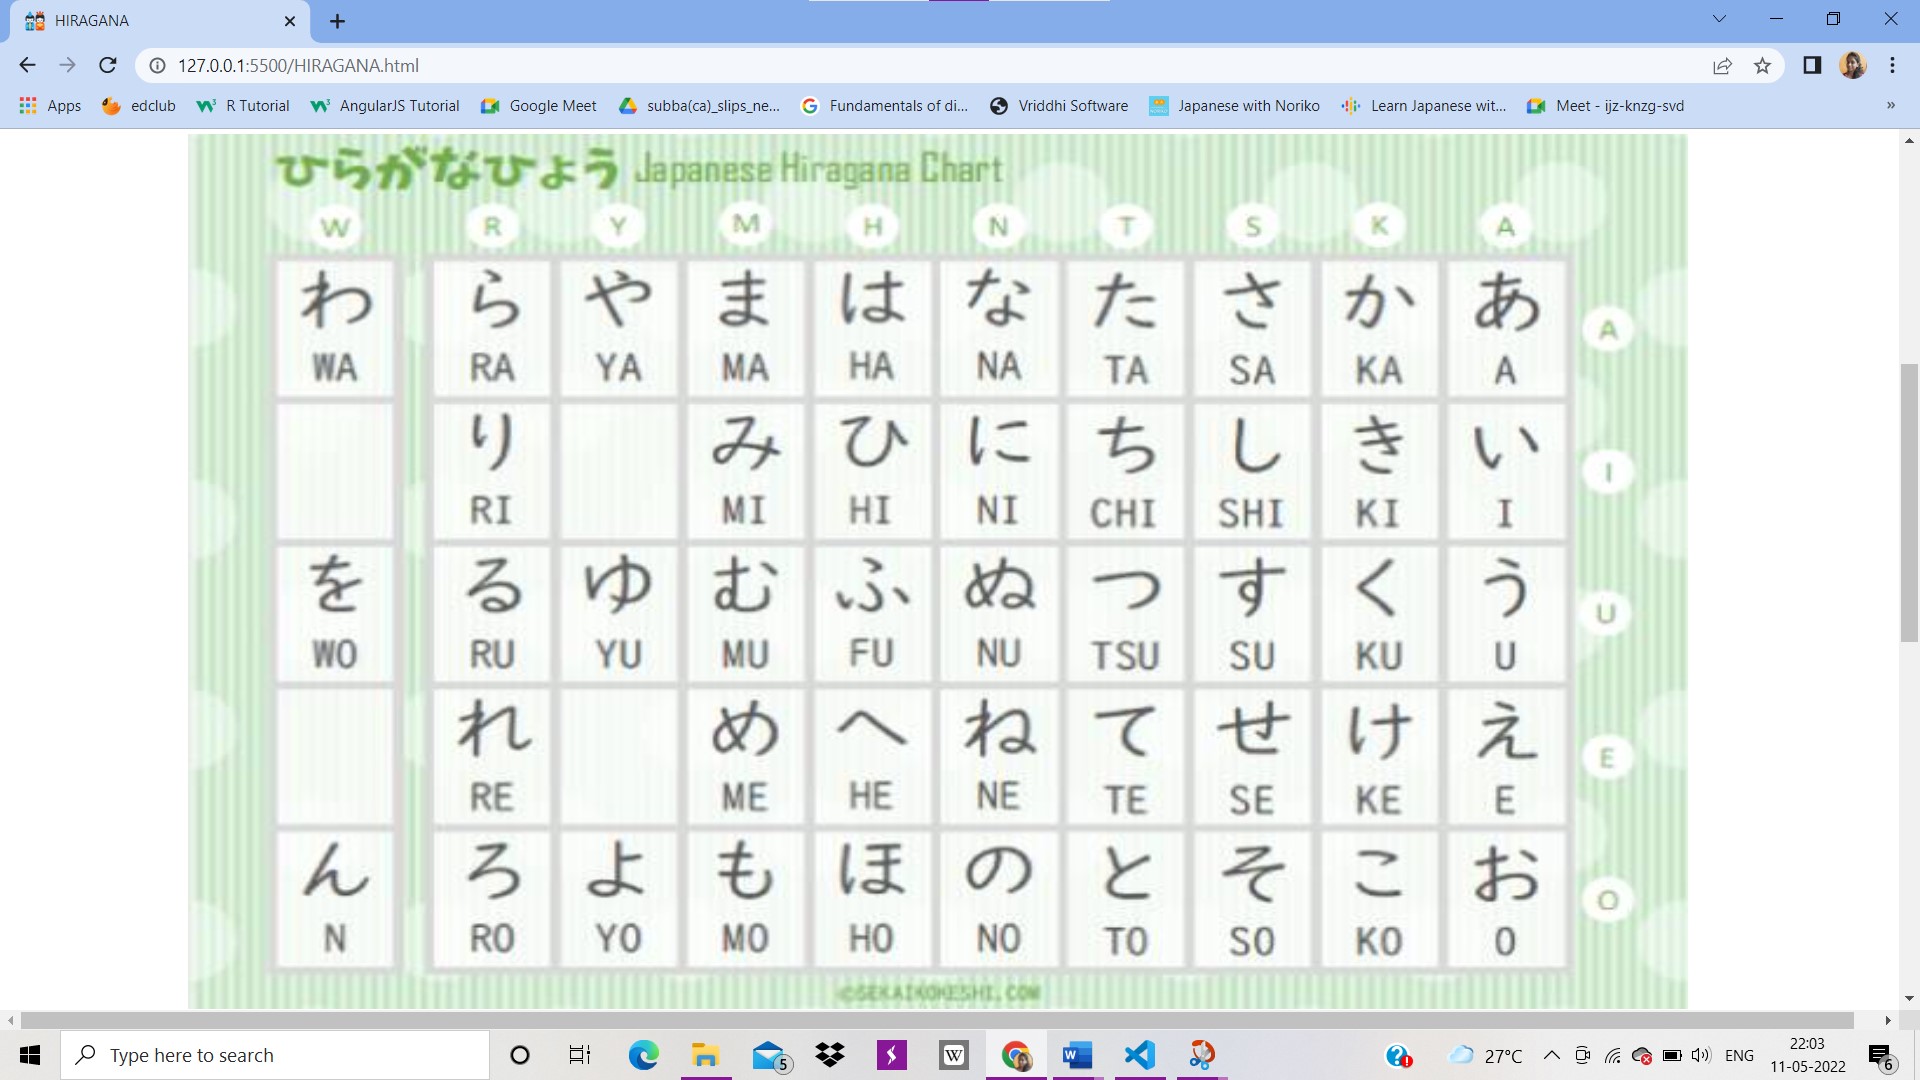 HIRAGANA
127.0.0.1:5500/HIRAGANA.html
Apps edclub R Tutorial AngularJS Tutorial Google Meet subba(ca)_slips_ne... Fundamentals of di... Vriddhi Software Japanese with Noriko Learn Japanese wit... Meet - ijz-knzg-svd »
ひらがなひょう Japanese Hiragana Chart
W R Y M H N T S K A
わ ら や ま は な た さ か あ
A
WA RA YA MA HA NA TA SA KA A
り み ひ に ち し き い
I
RI MI HI NI CHI SHI KI I
を る ゆ む ふ ぬ つ す く う
U
WO RU YU MU FU NU TSU SU KU U
れ め へ ね て せ け え
E
RE ME HE NE TE SE KE E
ん ろ よ も ほ の と そ こ お
O
N RO YO MO HO NO TO SO KO O
©SEKAIKOKESHI.COM
Type here to search
5
W
W
27°C
ENG
22:03
11-05-2022
6